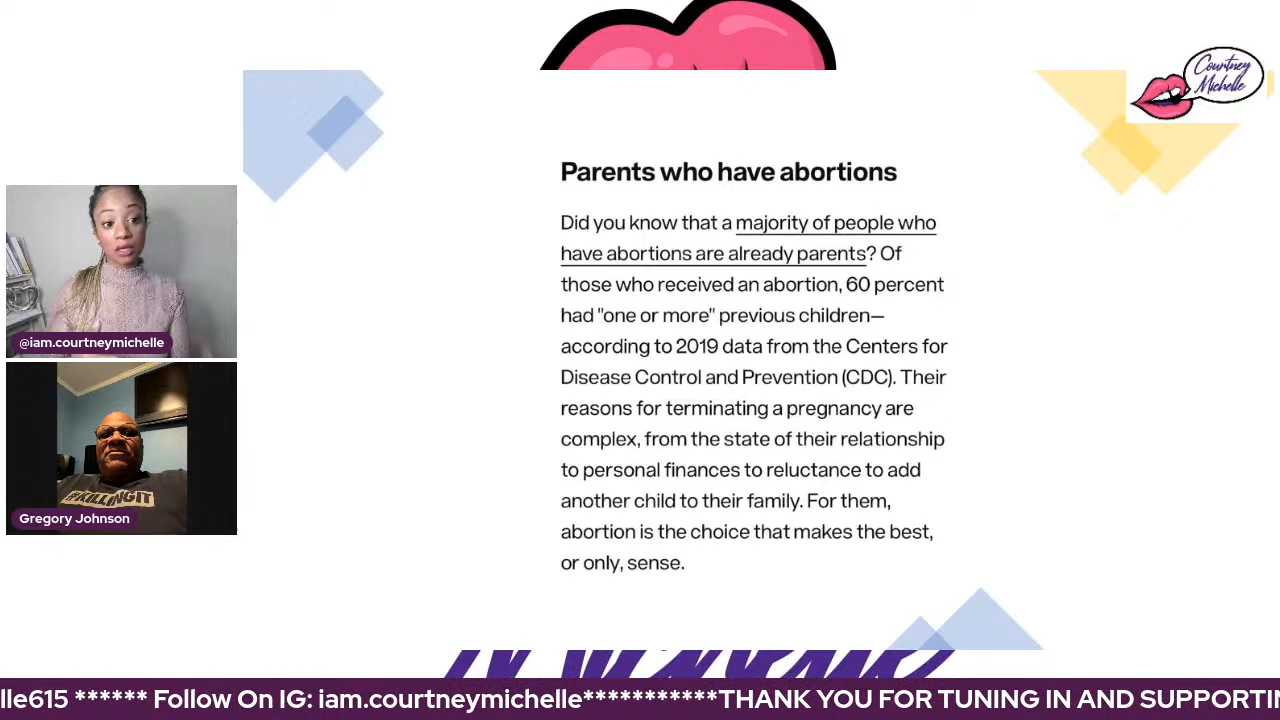 Courtney
Michelle
Parents who have abortions
Did you know that a majority of people who
have abortions are already parents? Of
those who received an abortion, 60 percent
had "one or more" previous children—
according to 2019 data from the Centers for
Disease Control and Prevention (CDC). Their
reasons for terminating a pregnancy are
complex, from the state of their relationship
to personal finances to reluctance to add
another child to their family. For them,
abortion is the choice that makes the best,
or only, sense.
@iam.courtneymichelle
#KILLINGIT
Gregory Johnson
lle615 ****** Follow On IG: iam.courtneymichelle***********THANK YOU FOR TUNING IN AND SUPPORTIN